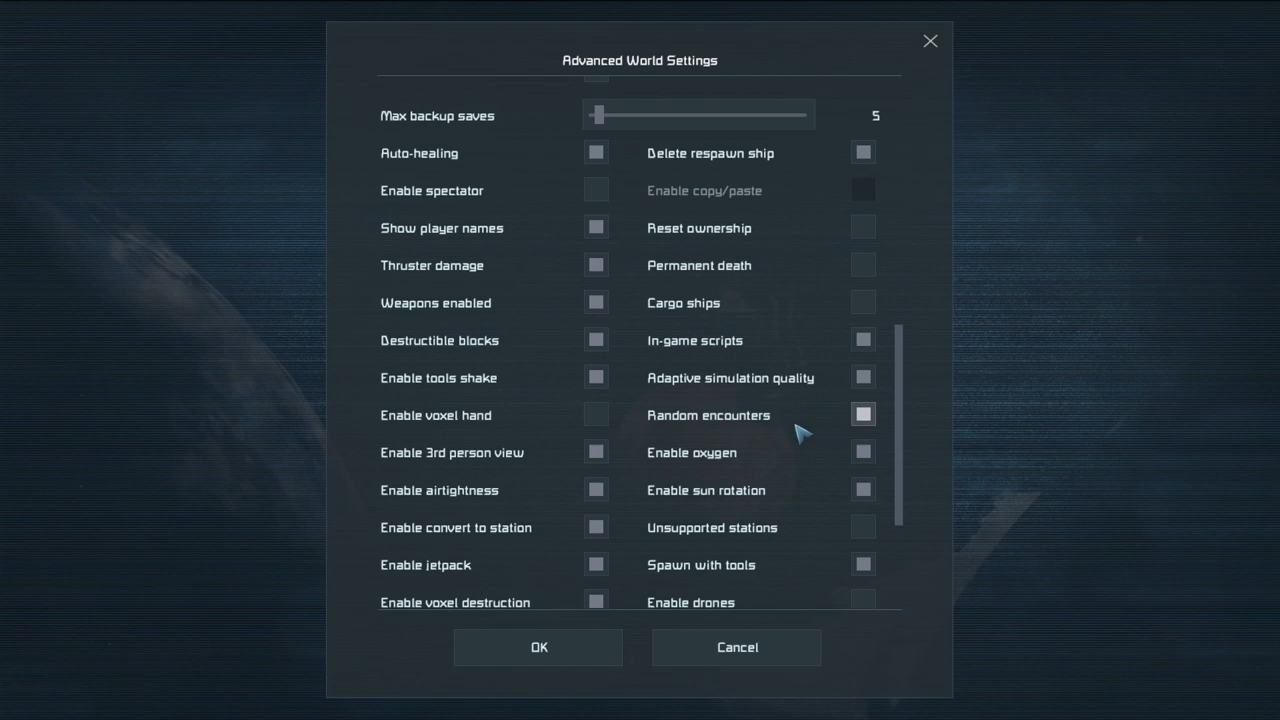 Advanced World Settings
Max backup saves 5
Auto-healing Delete respawn ship
Enable spectator Enable copy/paste
Show player names Reset ownership
Thruster damage Permanent death
Weapons enabled Cargo ships
Destructible blocks In-game scripts
Enable tools shake Adaptive simulation quality
Enable voxel hand Random encounters
Enable 3rd person view Enable oxygen
Enable airtightness Enable sun rotation
Enable convert to station Unsupported stations
Enable jetpack Spawn with tools
Enable voxel destruction Enable drones
OK Cancel